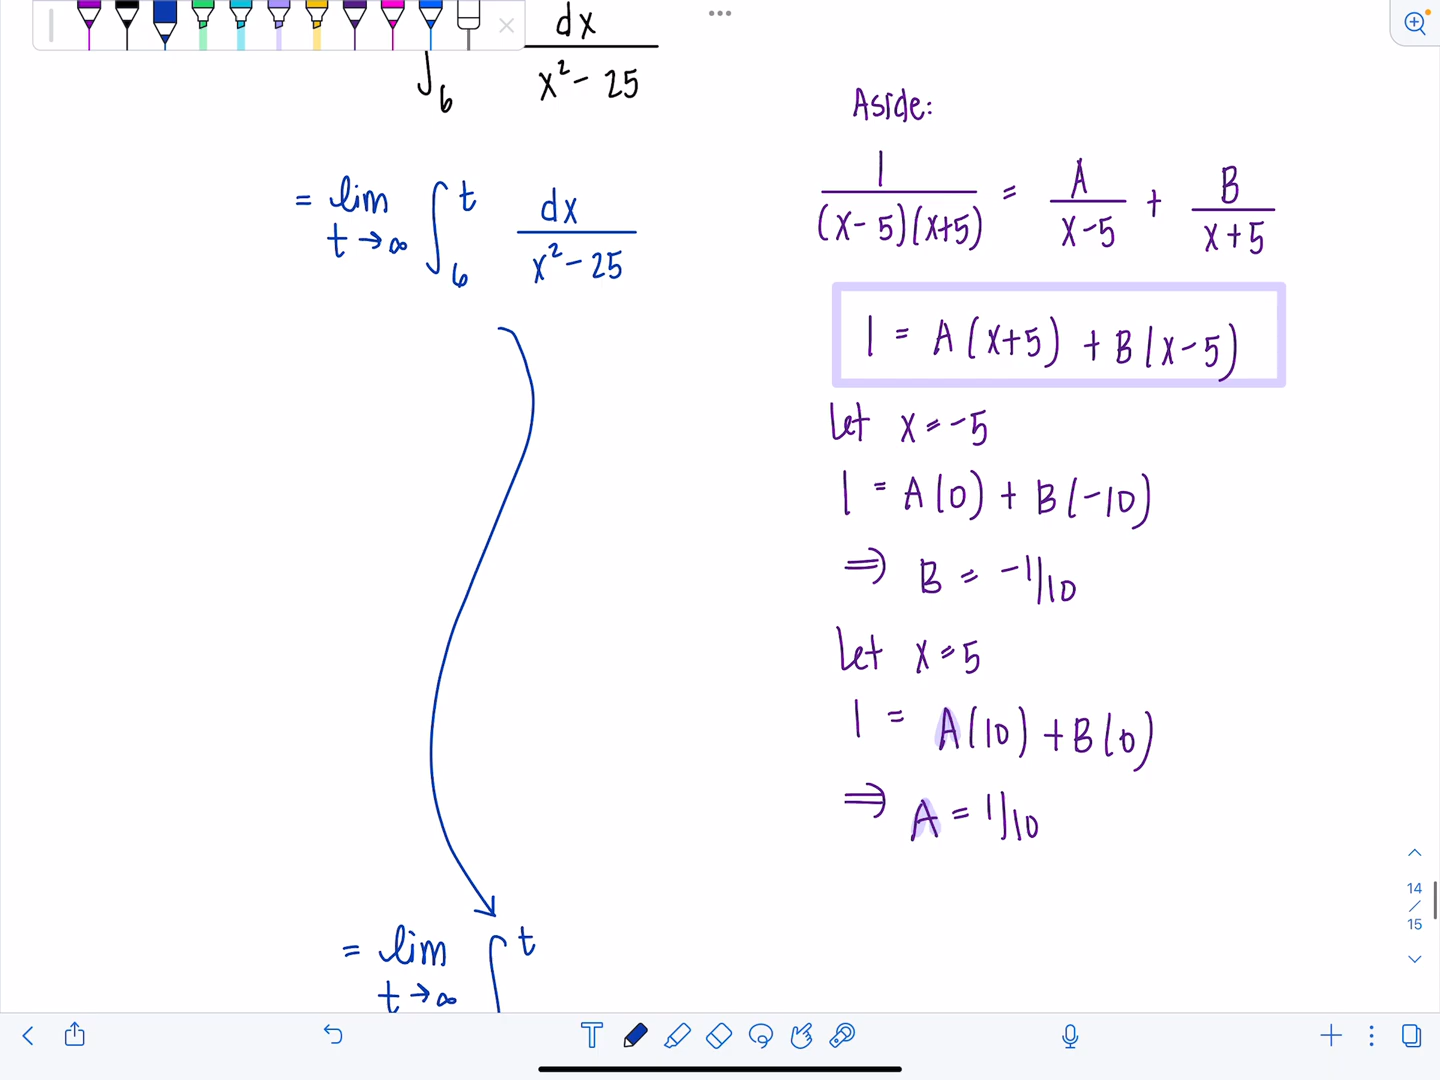 ∫₆ dx/(x² - 25)
= lim t→∞ ∫₆ᵗ dx/(x² - 25)
= lim t→∞ ∫ᵗ
Aside:
1/((x-5)(x+5)) = A/(x-5) + B/(x+5)
1 = A(x+5) + B(x-5)
Let x = -5
1 = A(0) + B(-10)
⇒ B = -1/10
Let x = 5
1 = A(10) + B(0)
⇒ A = 1/10
14
/
15
T